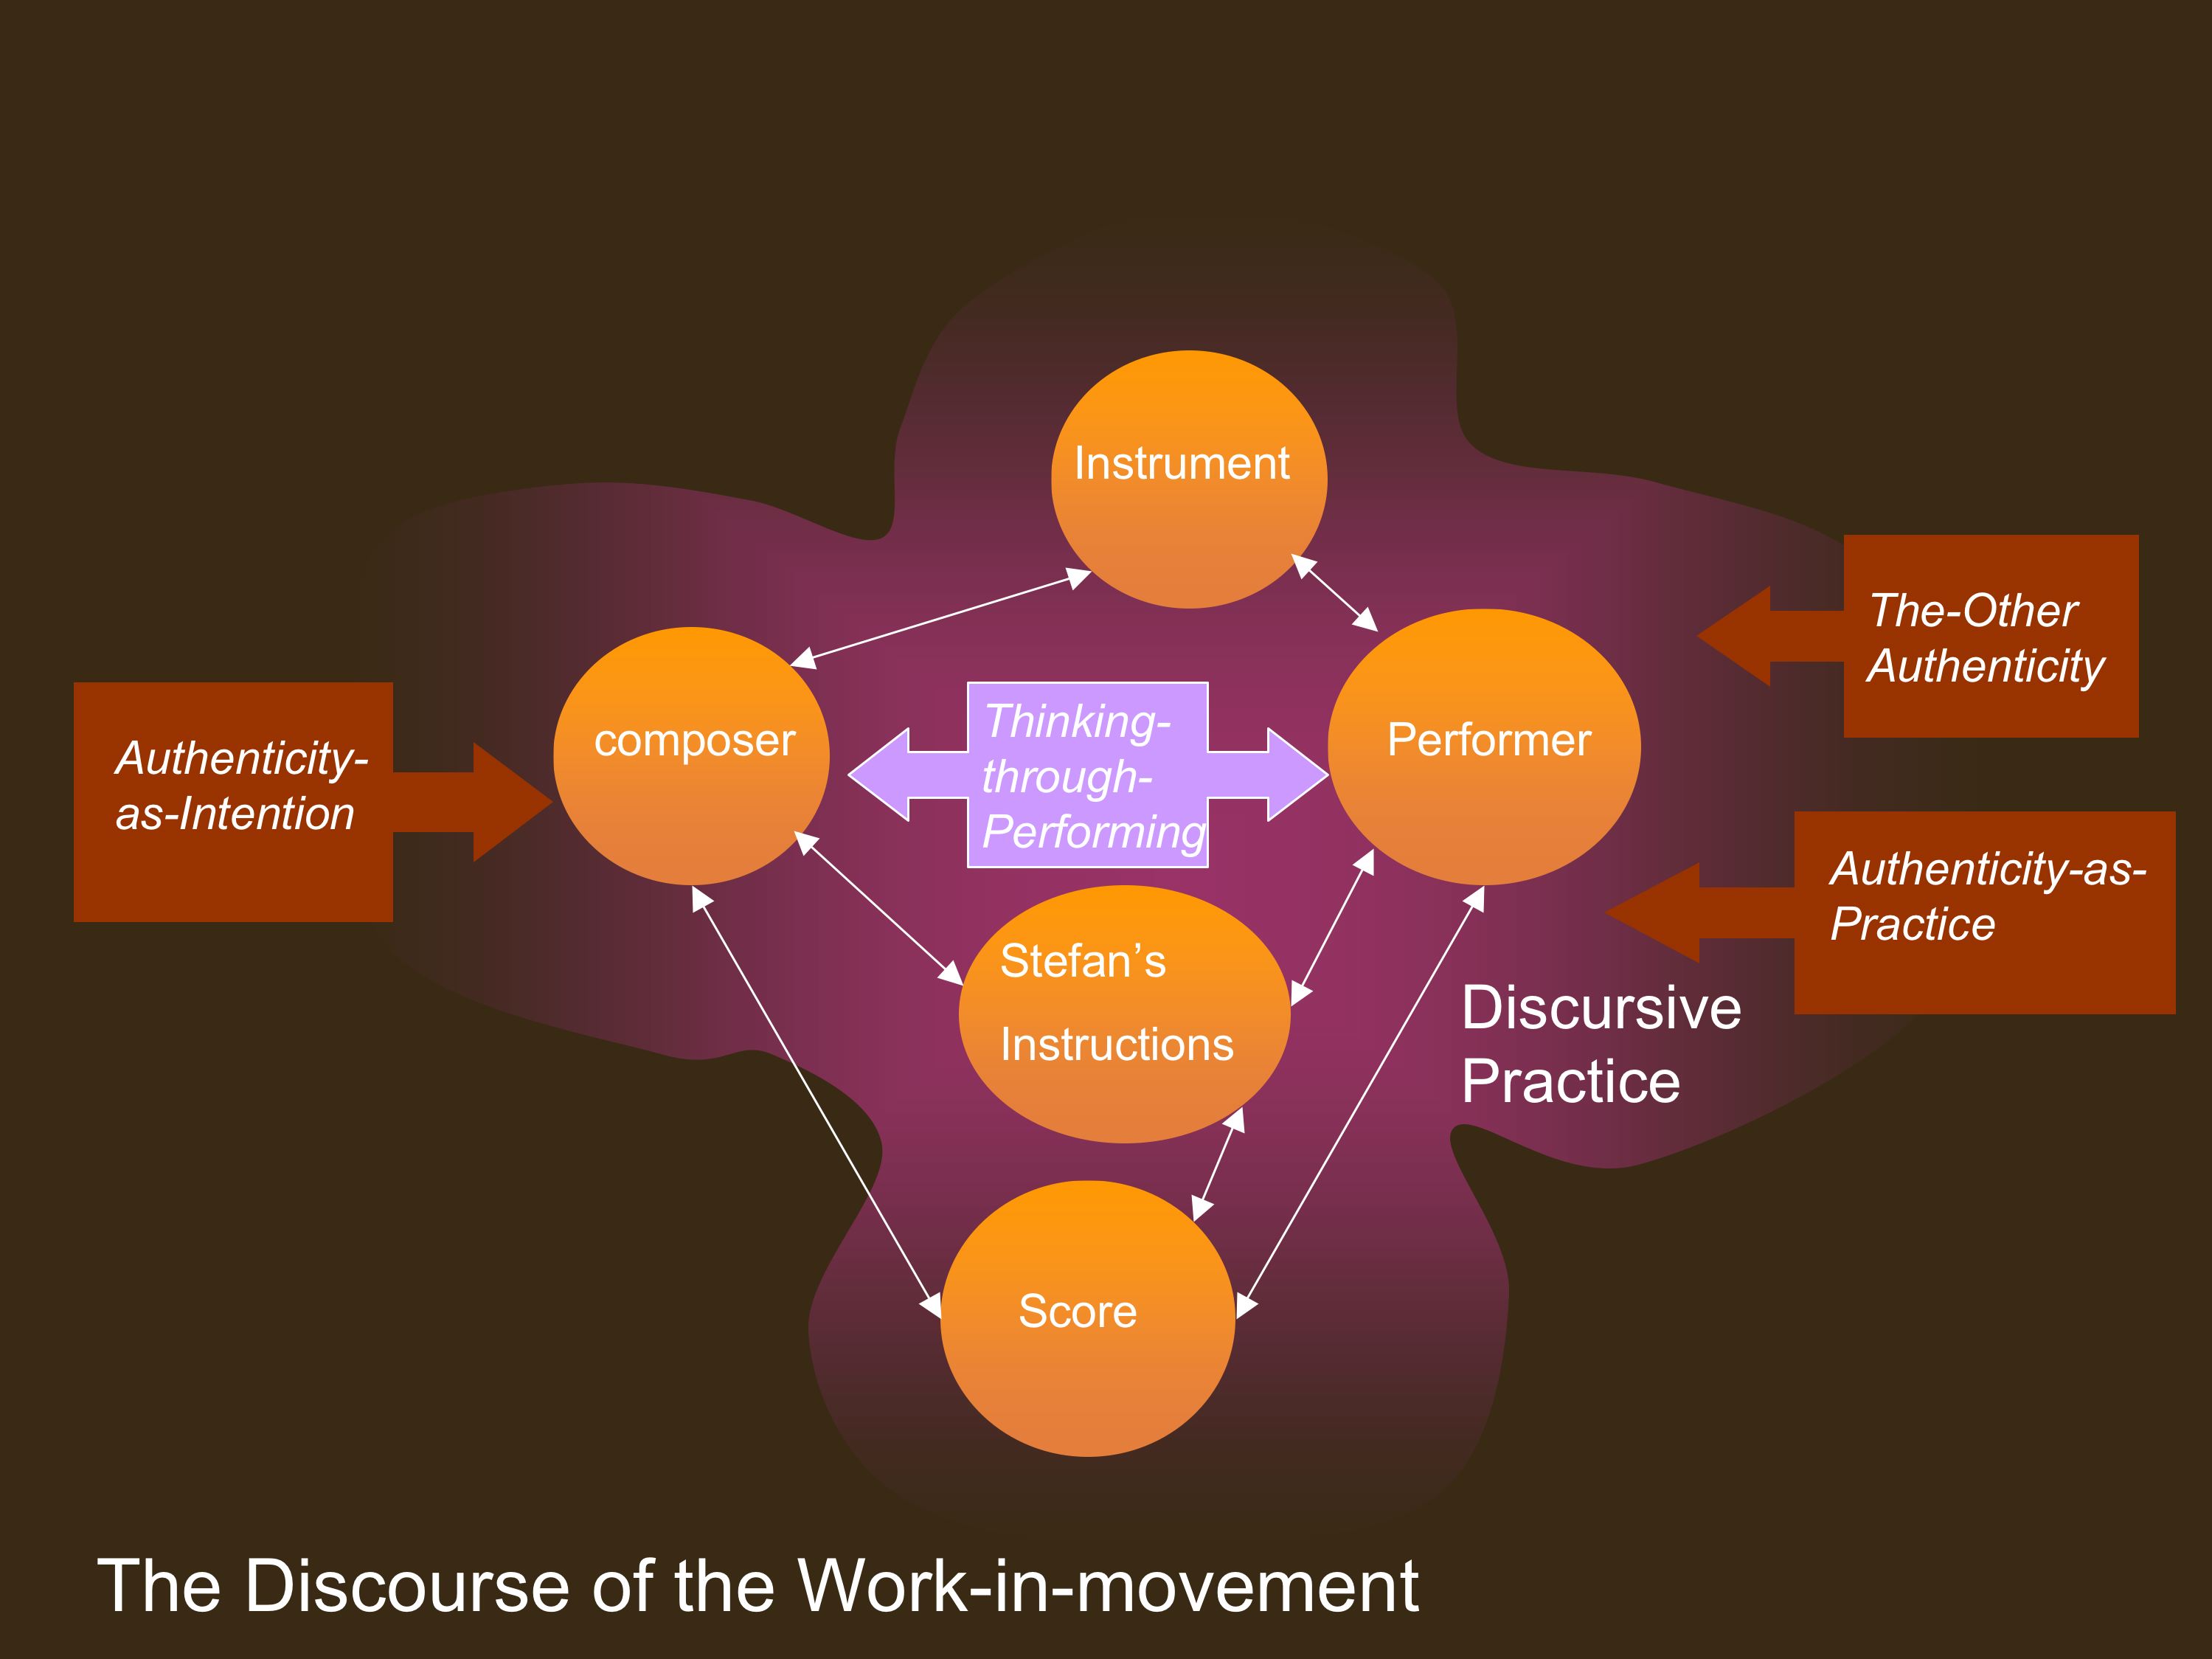 Instrument
The-Other
Authenticity
composer
Thinking-
through-
Performing
Performer
Authenticity-
as-Intention
Authenticity-as-
Practice
Stefan’s
Instructions
Discursive
Practice
Score
The Discourse of the Work-in-movement